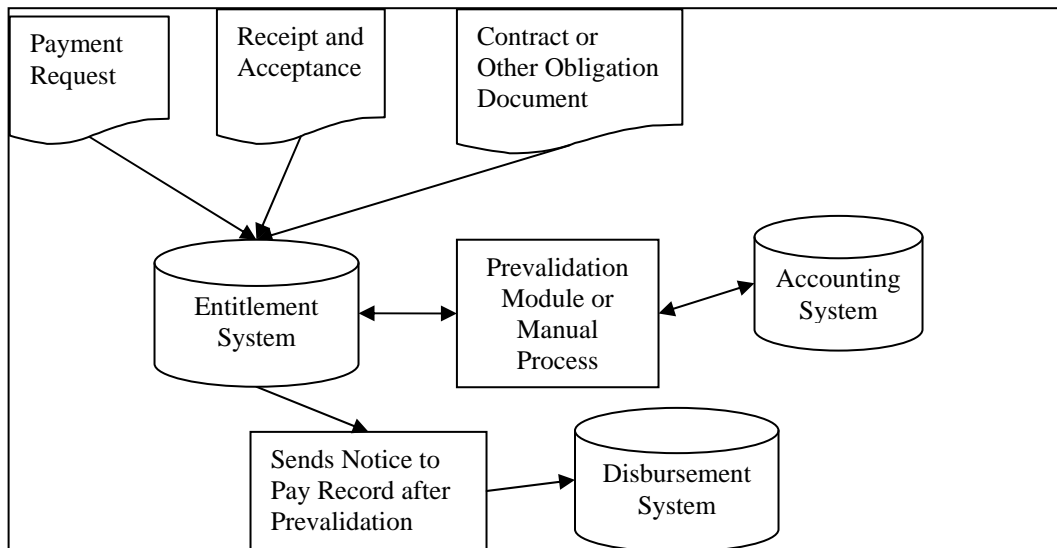 Payment
Request
Receipt and
Acceptance
Contract or
Other Obligation
Document
Entitlement
System
Prevalidation
Module or
Manual
Process
Accounting
System
Sends Notice to
Pay Record after
Prevalidation
Disbursement
System